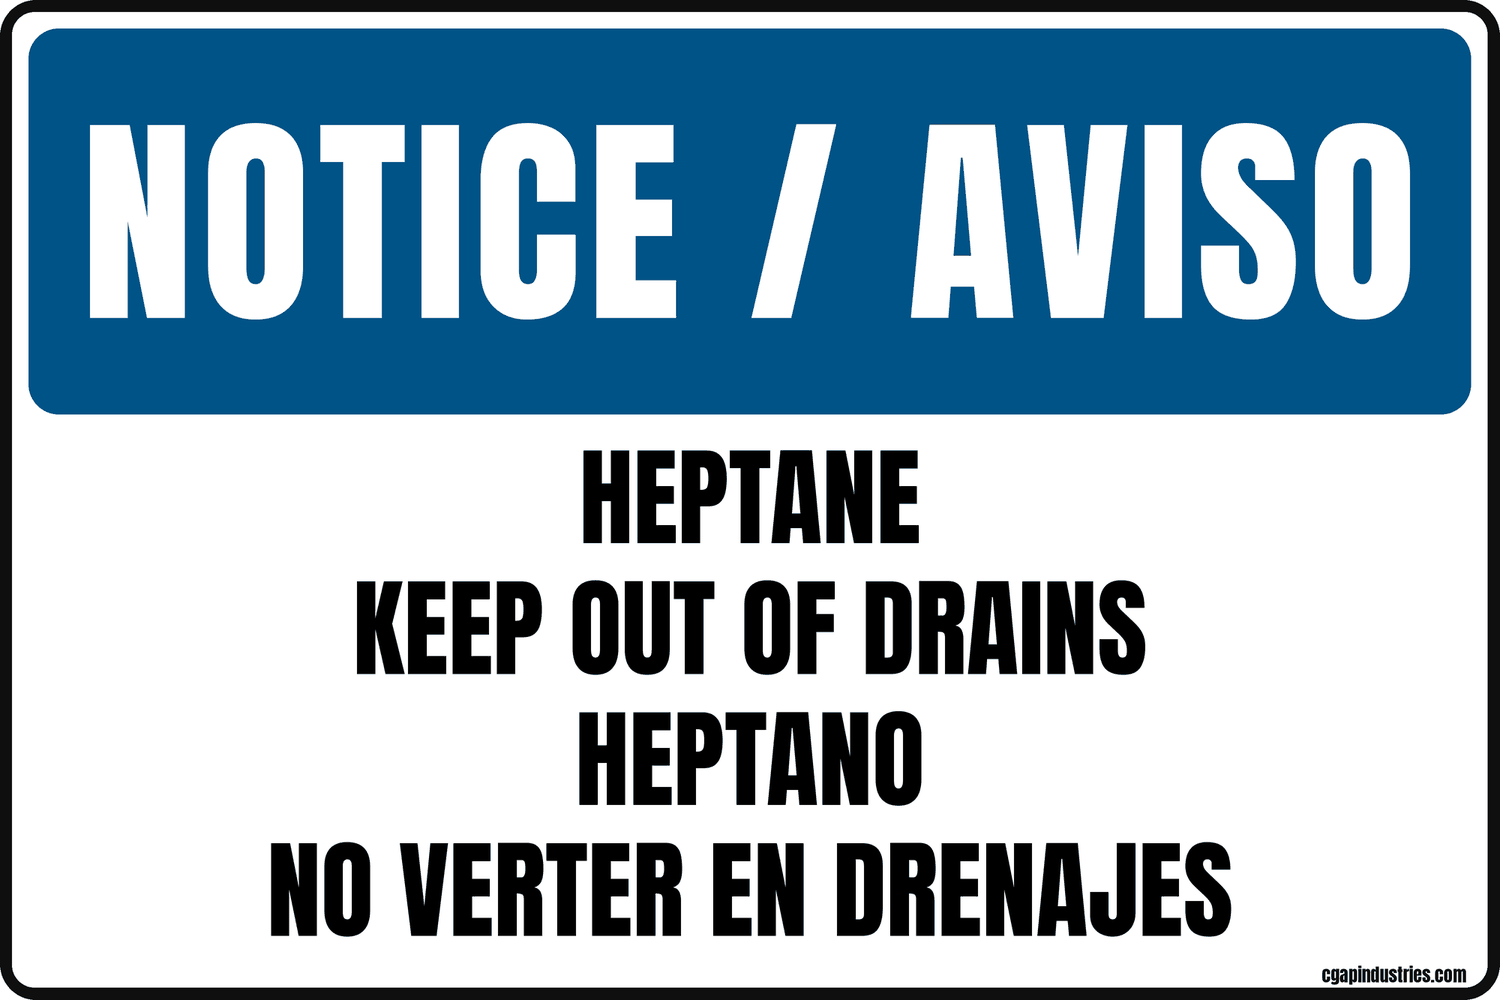 NOTICE / AVISO
HEPTANE
KEEP OUT OF DRAINS
HEPTANO
NO VERTER EN DRENAJES
cgapindustries.com